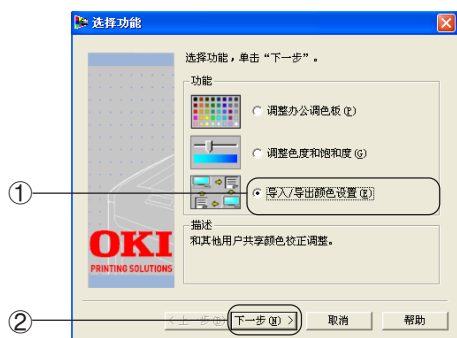 选择功能
选择功能，单击“下一步”。
功能
调整办公调色板(P)
调整色度和饱和度(G)
① 导入/导出颜色设置(E)
描述
和其他用户共享颜色校正调整。
OKI
PRINTING SOLUTIONS
② <上一步(B) 下一步(N) > 取消 帮助